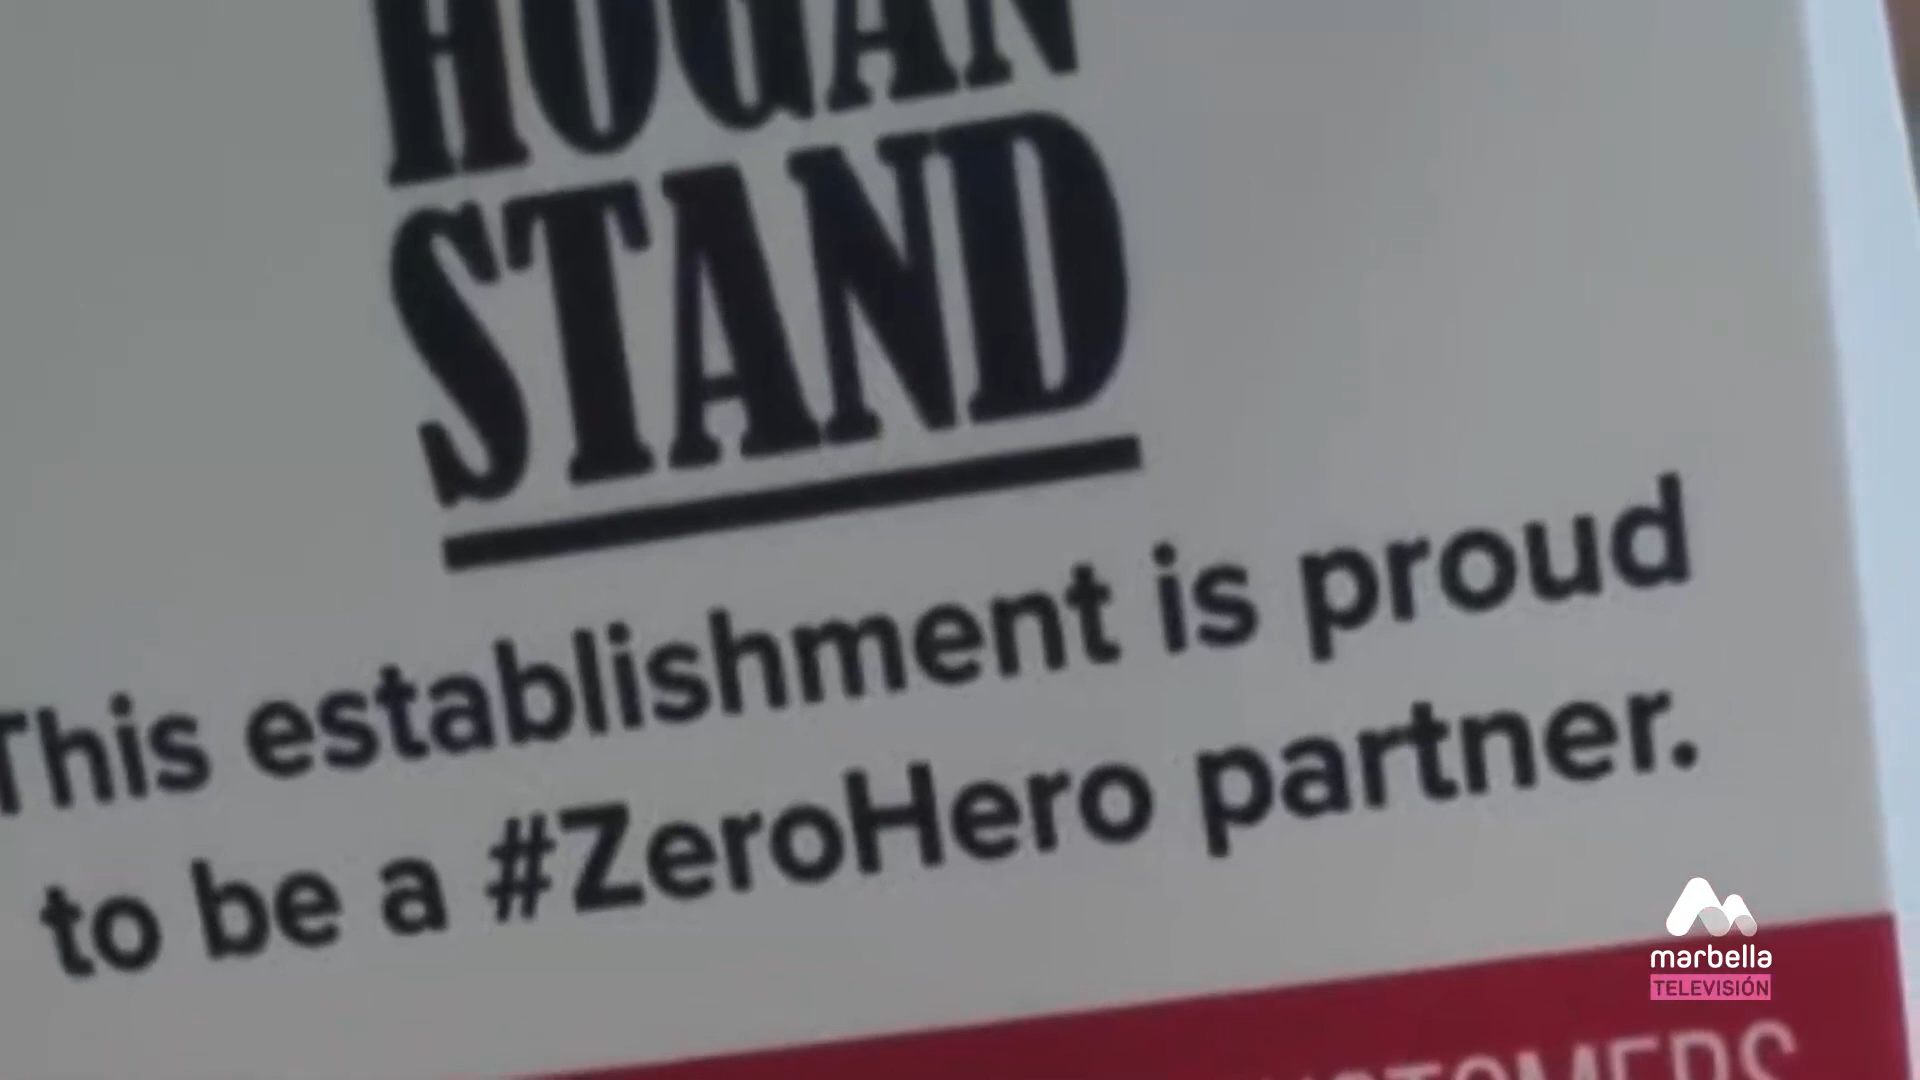 HOGAN
STAND
This establishment is proud
to be a #ZeroHero partner.
marbella
TELEVISIÓN